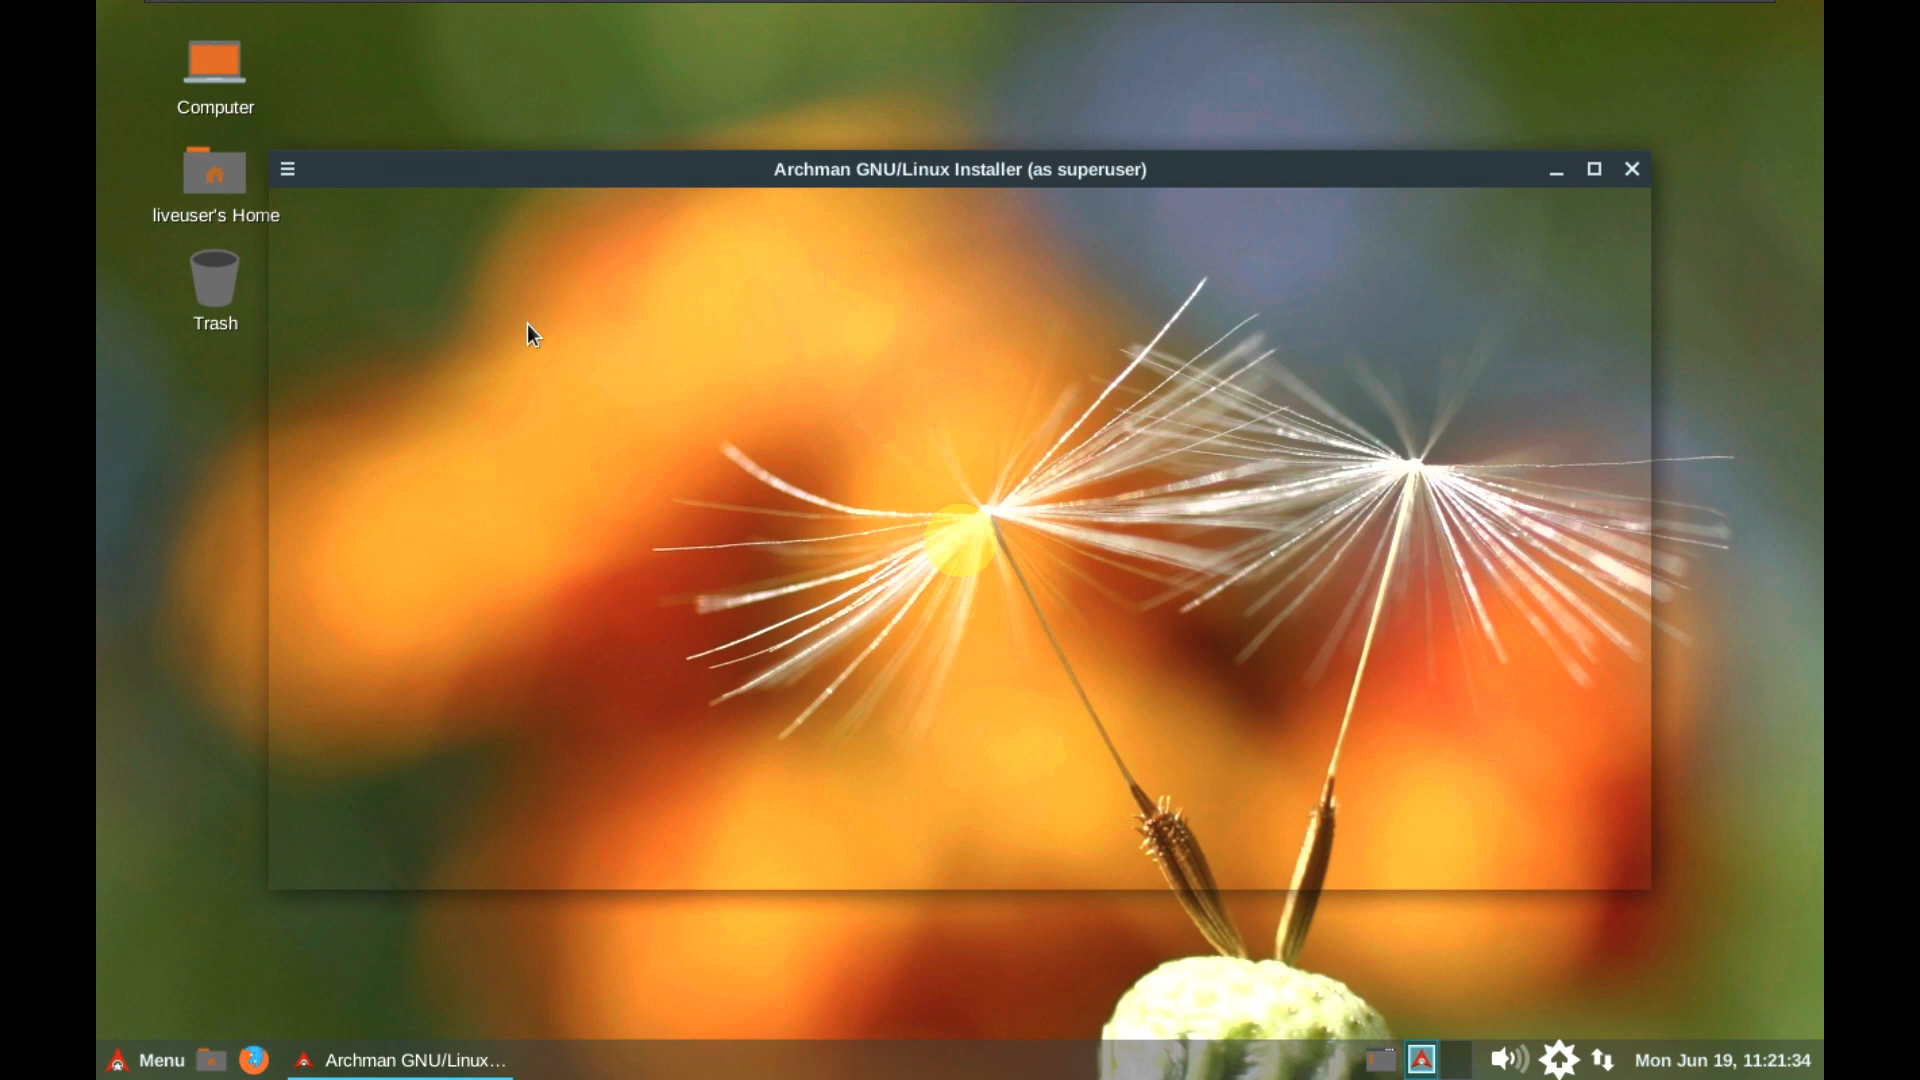 Computer
Archman GNU/Linux Installer (as superuser)
liveuser's Home
Trash
Menu
Archman GNU/Linux...
Mon Jun 19, 11:21:34